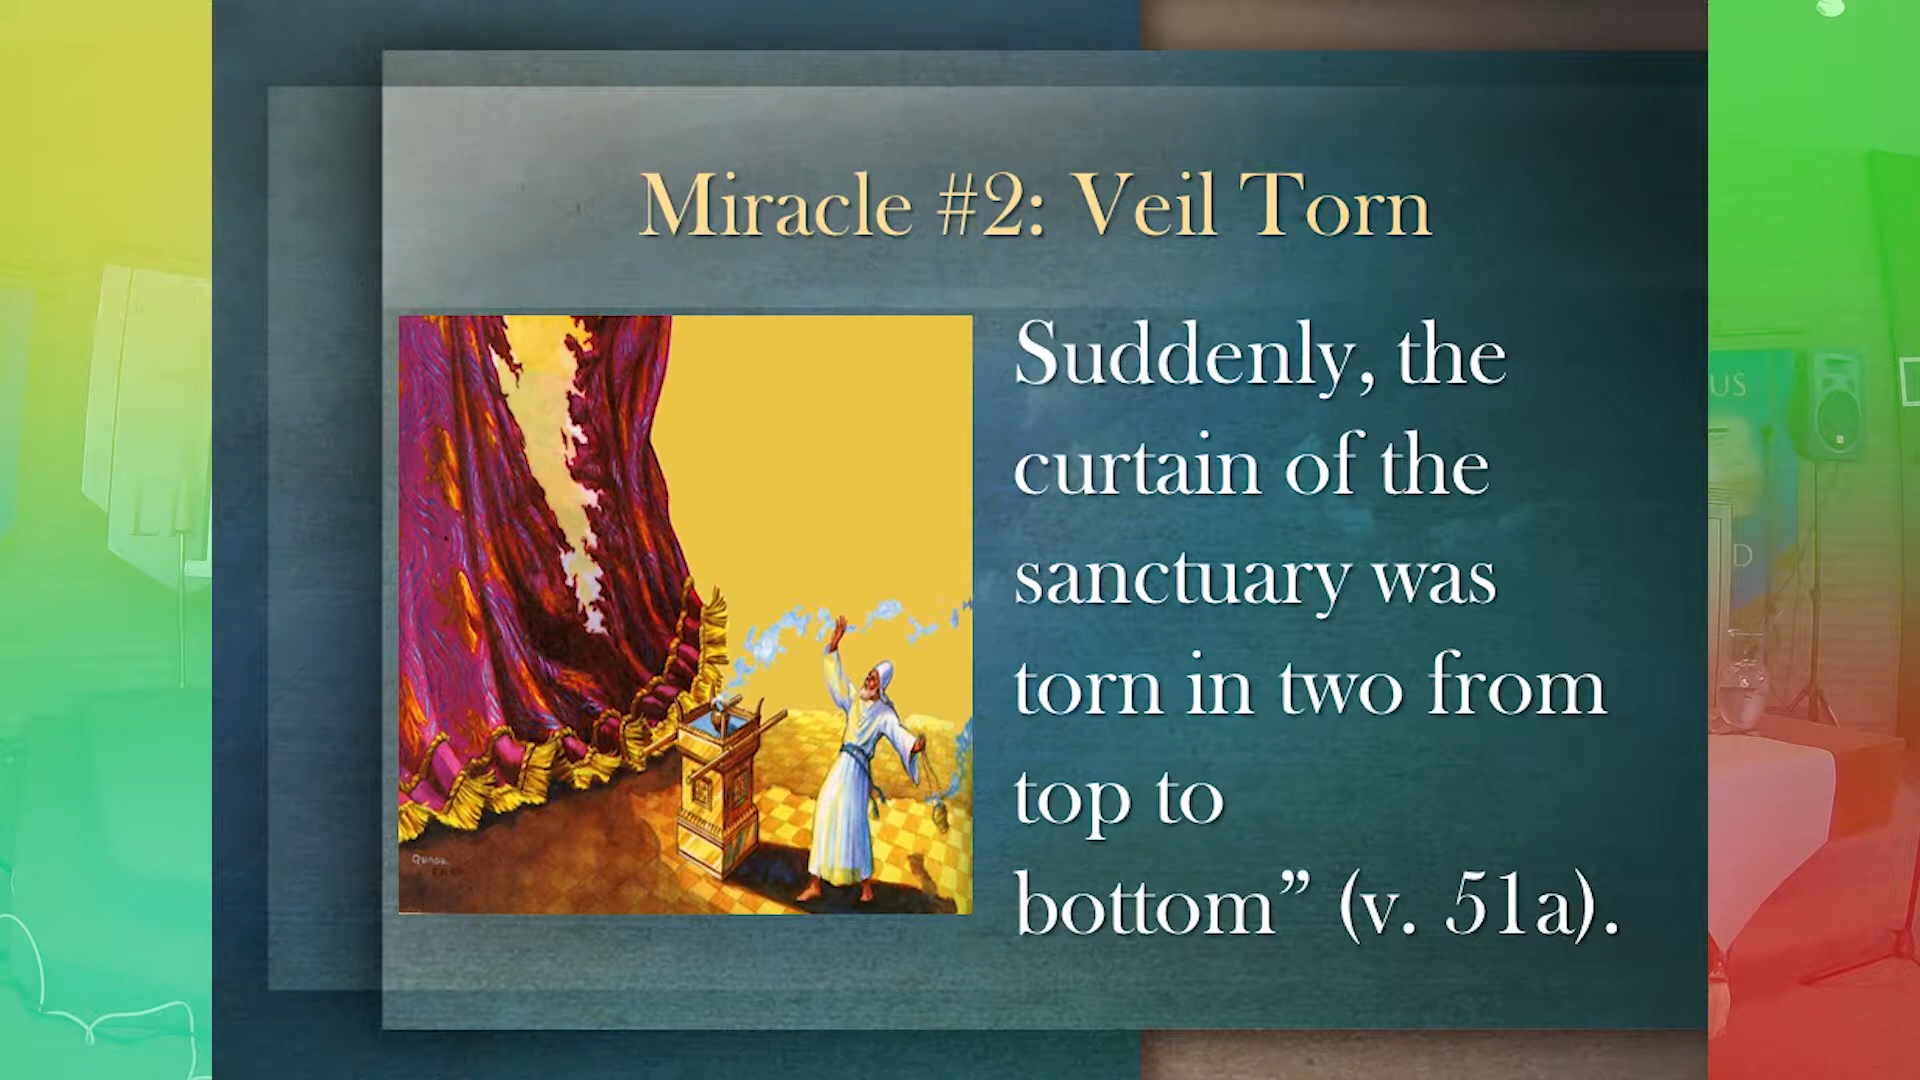 Miracle #2: Veil Torn
Suddenly, the
curtain of the
sanctuary was
torn in two from
top to
bottom” (v. 51a).
US
D